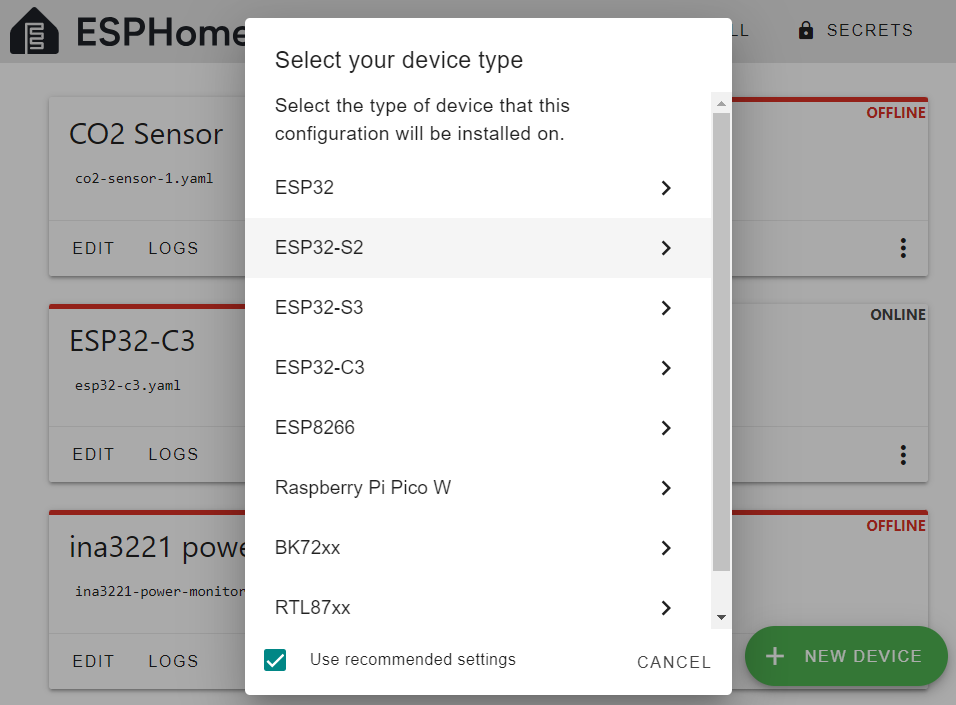 ESPHome
LL
SECRETS
Select your device type
Select the type of device that this
configuration will be installed on.
ESP32
ESP32-S2
ESP32-S3
ESP32-C3
ESP8266
Raspberry Pi Pico W
BK72xx
RTL87xx
Use recommended settings
CANCEL
CO2 Sensor
co2-sensor-1.yaml
EDIT LOGS
OFFLINE
ESP32-C3
esp32-c3.yaml
EDIT LOGS
ONLINE
ina3221 powe
ina3221-power-monitor
EDIT LOGS
OFFLINE
NEW DEVICE